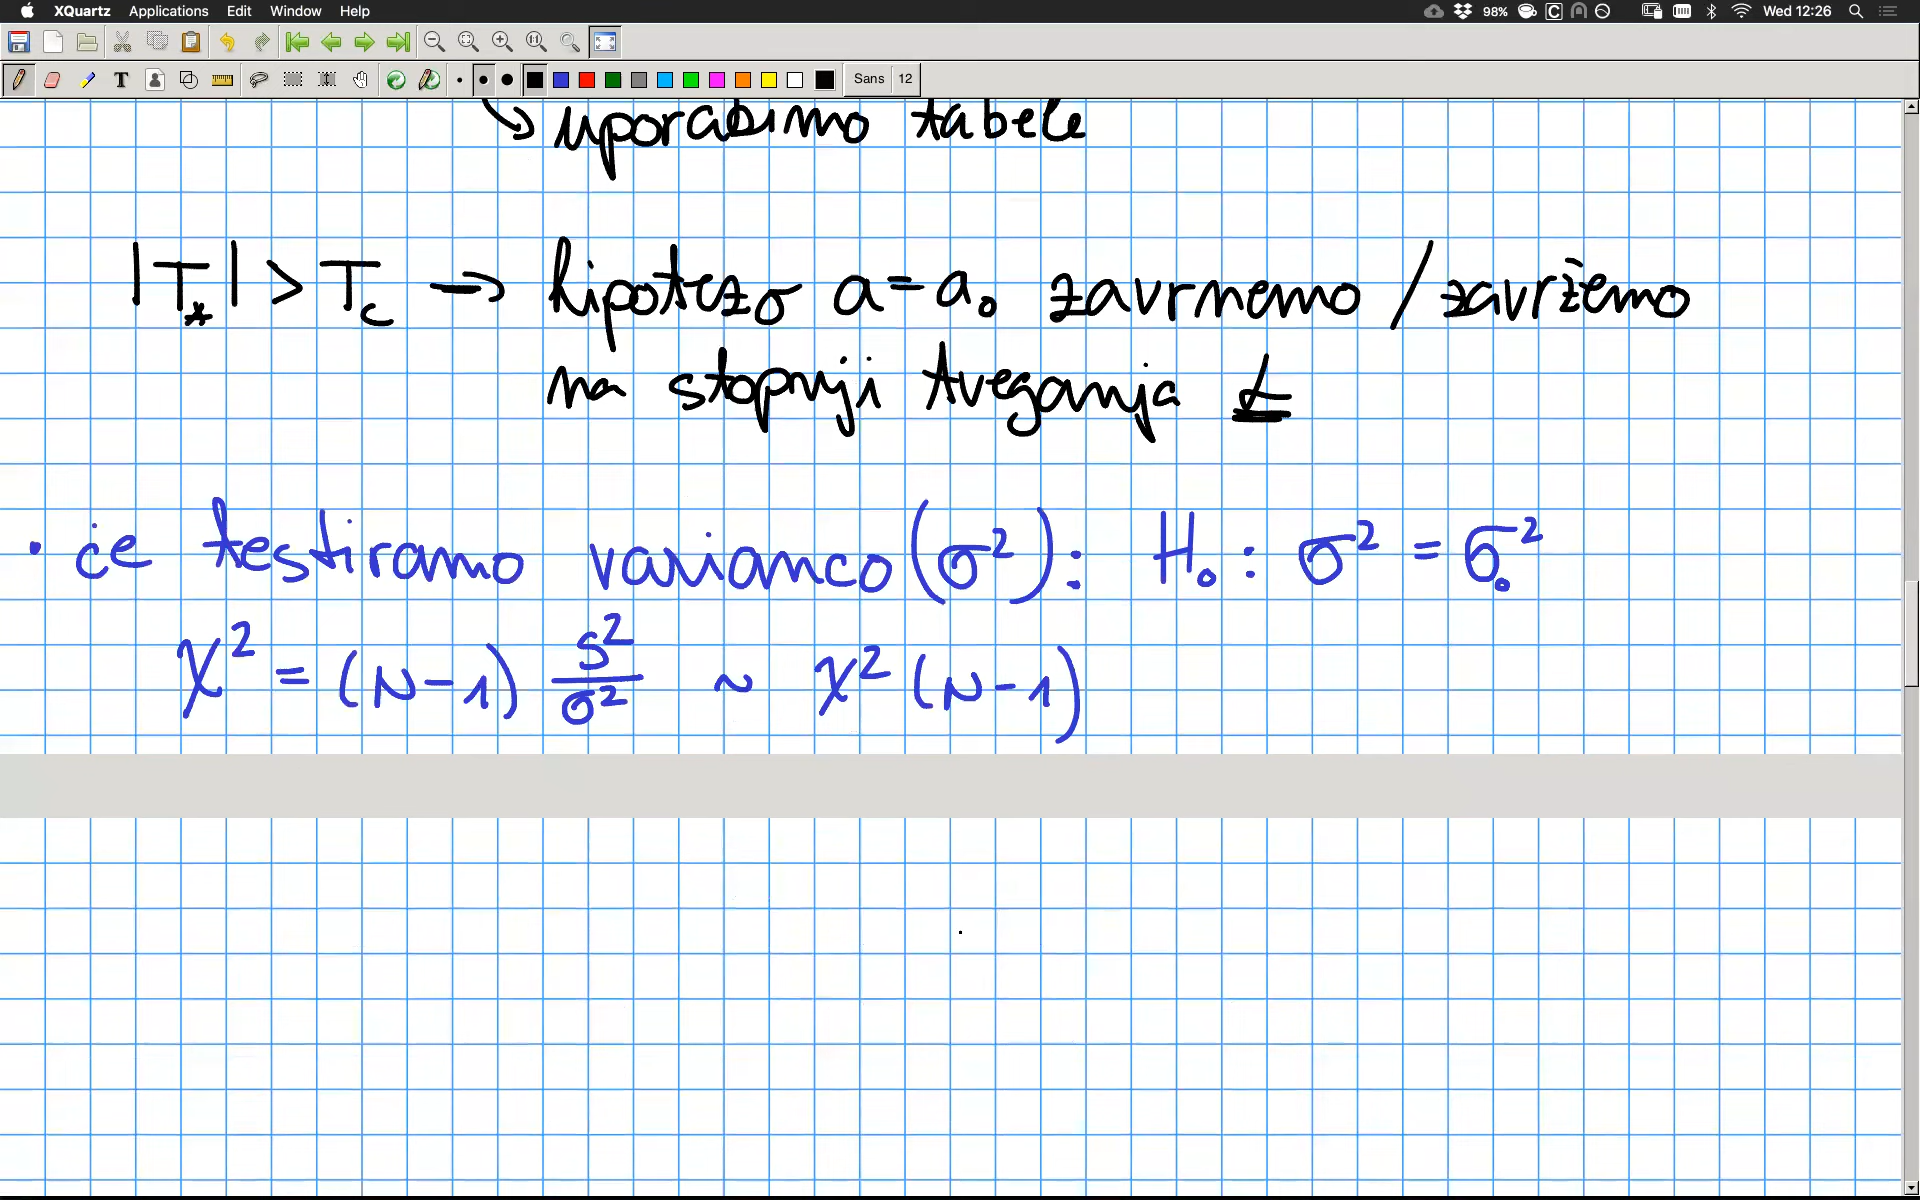 XQuartz Applications Edit Window Help 98% Wed 12:26
Sans 12
uporabimo tabele
|T*| > Tc → hipotezo a = a₀ zavrnemo / zavržemo
na stopnji tveganja α
• če testiramo varianco (σ²): H₀: σ² = σ₀²
χ² = (N-1) s²/σ² ~ χ² (N-1)